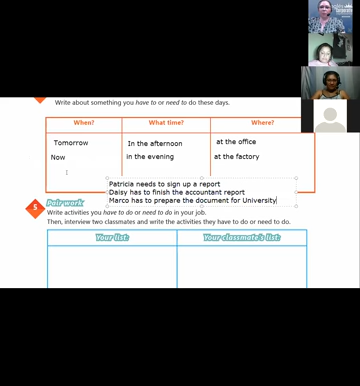 Write about something you have to or need to do these days.
When? What time? Where?
Tomorrow In the afternoon at the office
Now in the evening at the factory
Patricia needs to sign up a report
Daisy has to finish the accountant report
Marco has to prepare the document for University
5 Pair work:
Write activities you have to do or need to do in your job.
Then, interview two classmates and write the activities they have to do or need to do.
Your list: Your classmate's list: